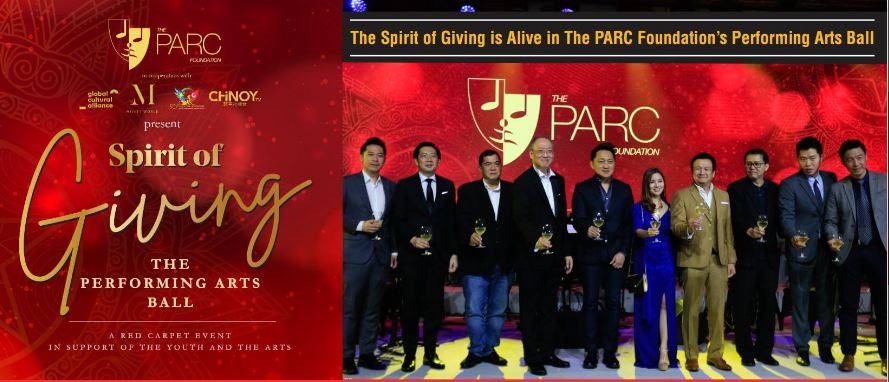 THE
PARC
FOUNDATION
in cooperation with
global
cultural
alliance
M
CHiNOY TV
present
Spirit of
Giving
THE
PERFORMING ARTS
BALL
A RED CARPET EVENT
IN SUPPORT OF THE YOUTH AND THE ARTS
The Spirit of Giving is Alive in The PARC Foundation's Performing Arts Ball
THE
PARC
FOUNDATION